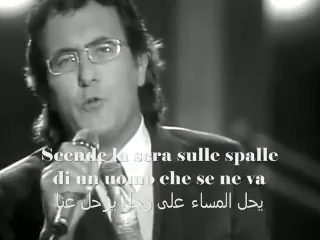 Scende la sera sulle spalle
di un uomo che se ne va
يحل المساء على رجل يرحل عنا